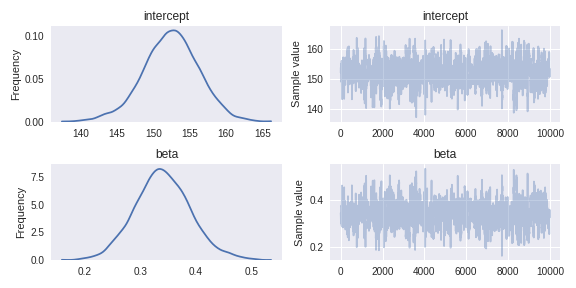 intercept
Frequency
0.10
0.05
0.00
140 145 150 155 160 165
intercept
Sample value
160
150
140
0 2000 4000 6000 8000 10000
beta
Frequency
7.5
5.0
2.5
0.0
0.2 0.3 0.4 0.5
beta
Sample value
0.4
0.2
0 2000 4000 6000 8000 10000